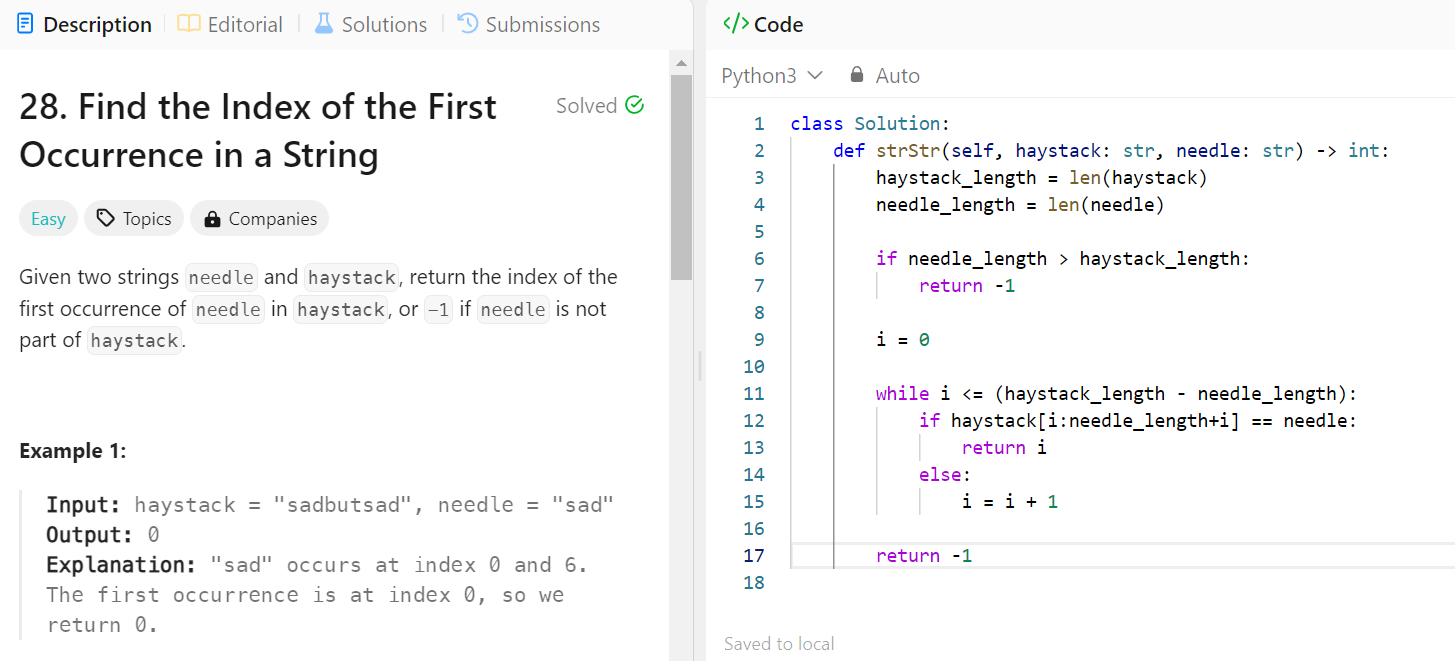 Description Editorial Solutions Submissions
28. Find the Index of the First
Occurrence in a String
Solved
Easy Topics Companies
Given two strings needle and haystack, return the index of the
first occurrence of needle in haystack, or -1 if needle is not
part of haystack.
Example 1:
Input: haystack = "sadbutsad", needle = "sad"
Output: 0
Explanation: "sad" occurs at index 0 and 6.
The first occurrence is at index 0, so we
return 0.
</> Code
Python3 Auto
1 class Solution:
2     def strStr(self, haystack: str, needle: str) -> int:
3         haystack_length = len(haystack)
4         needle_length = len(needle)
5
6         if needle_length > haystack_length:
7             return -1
8
9         i = 0
10
11         while i <= (haystack_length - needle_length):
12             if haystack[i:needle_length+i] == needle:
13                 return i
14             else:
15                 i = i + 1
16
17         return -1
18
Saved to local